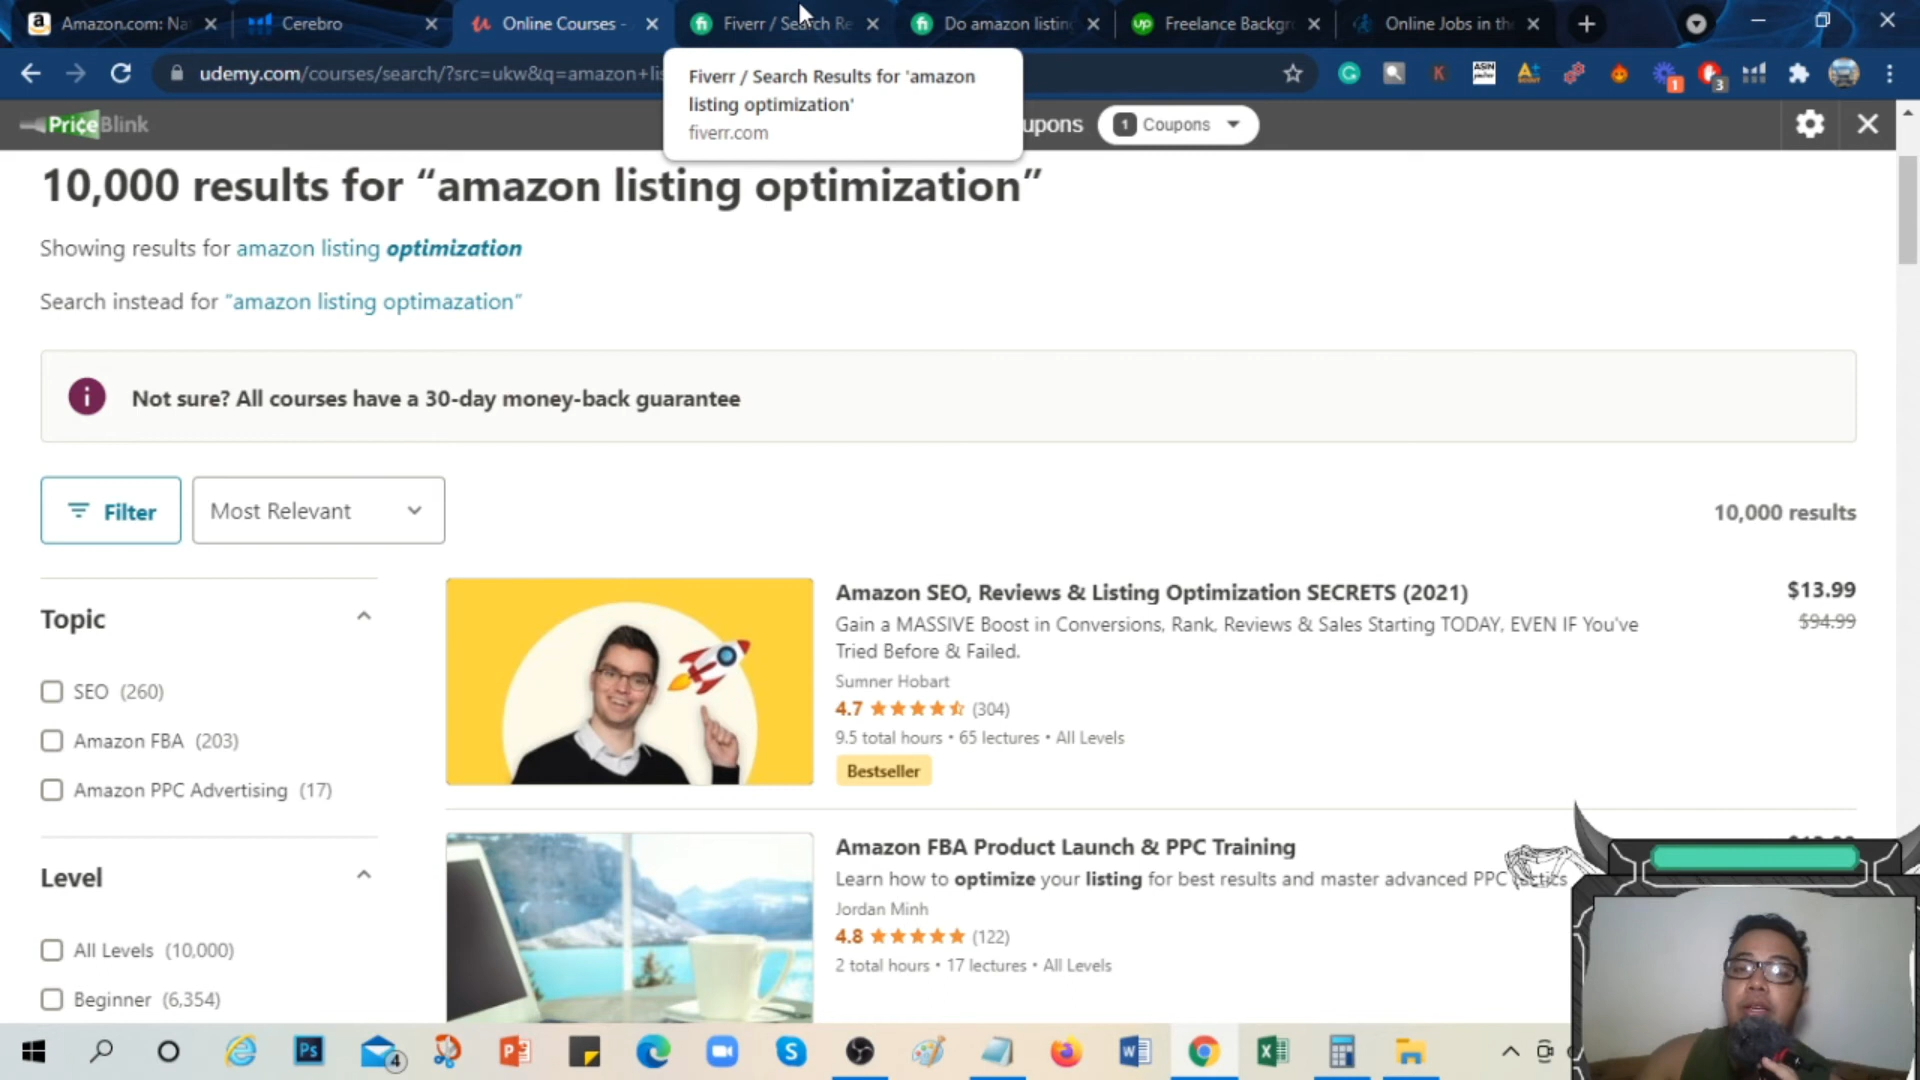 Amazon.com: Na
Cerebro
Online Courses -
Fiverr / Search Re
Do amazon listin
Freelance Backgr
Online Jobs in th
udemy.com/courses/search/?src=ukw&q=amazon+lis
Fiverr / Search Results for 'amazon
listing optimization'
fiverr.com
PriceBlink
upons
1 Coupons
10,000 results for “amazon listing optimization”
Showing results for amazon listing optimization
Search instead for “amazon listing optimazation”
Not sure? All courses have a 30-day money-back guarantee
Filter
Most Relevant
10,000 results
Topic
SEO (260)
Amazon FBA (203)
Amazon PPC Advertising (17)
Level
All Levels (10,000)
Beginner (6,354)
Amazon SEO, Reviews & Listing Optimization SECRETS (2021)
$13.99
Gain a MASSIVE Boost in Conversions, Rank, Reviews & Sales Starting TODAY, EVEN IF You've
$94.99
Tried Before & Failed.
Sumner Hobart
4.7 (304)
9.5 total hours • 65 lectures • All Levels
Bestseller
Amazon FBA Product Launch & PPC Training
Learn how to optimize your listing for best results and master advanced PPC tactics
Jordan Minh
4.8 (122)
2 total hours • 17 lectures • All Levels